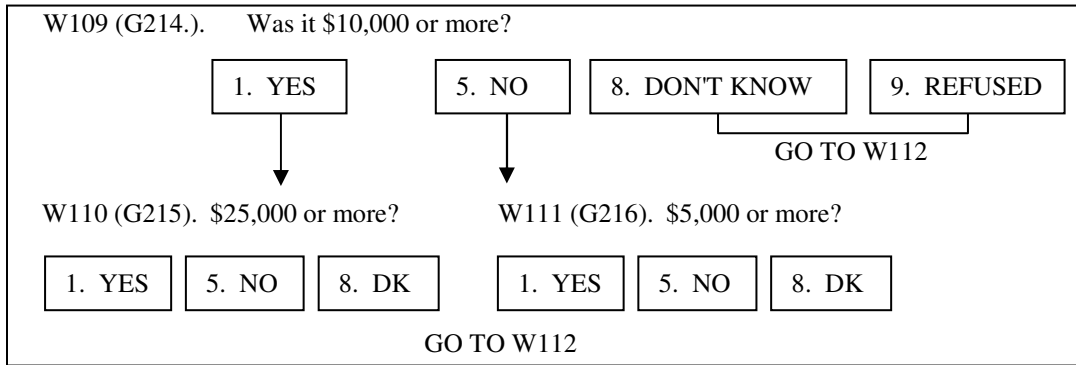 W109 (G214.). Was it $10,000 or more?
1. YES 5. NO 8. DON'T KNOW 9. REFUSED
GO TO W112
W110 (G215). $25,000 or more? W111 (G216). $5,000 or more?
1. YES 5. NO 8. DK 1. YES 5. NO 8. DK
GO TO W112